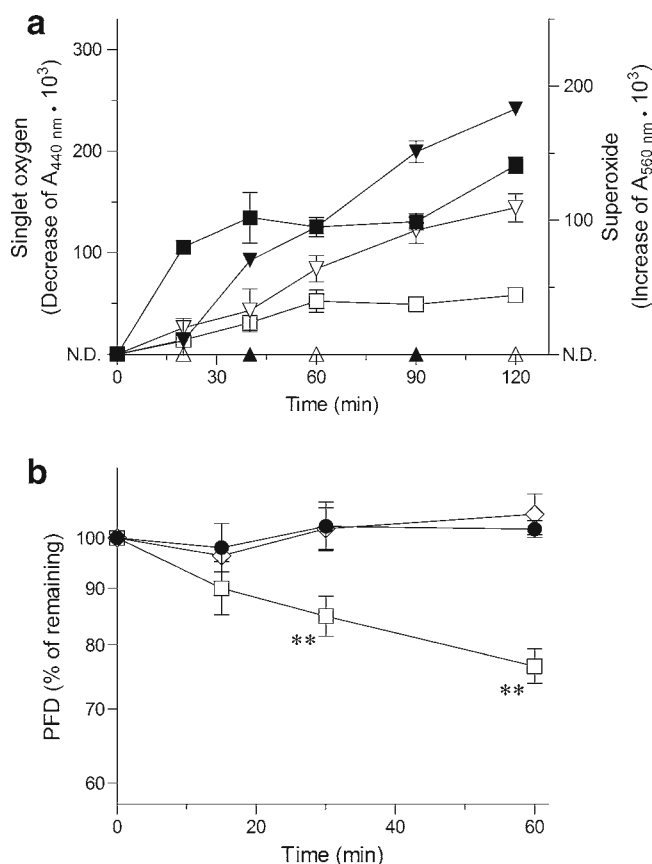 a
300
200
100
N.D.
Singlet oxygen
(Decrease of A440 nm • 10³)
200
100
N.D.
Superoxide
(Increase of A560 nm • 10³)
0 30 60 90 120
Time (min)
b
100
90
80
70
60
PFD (% of remaining)
**
**
0 20 40 60
Time (min)